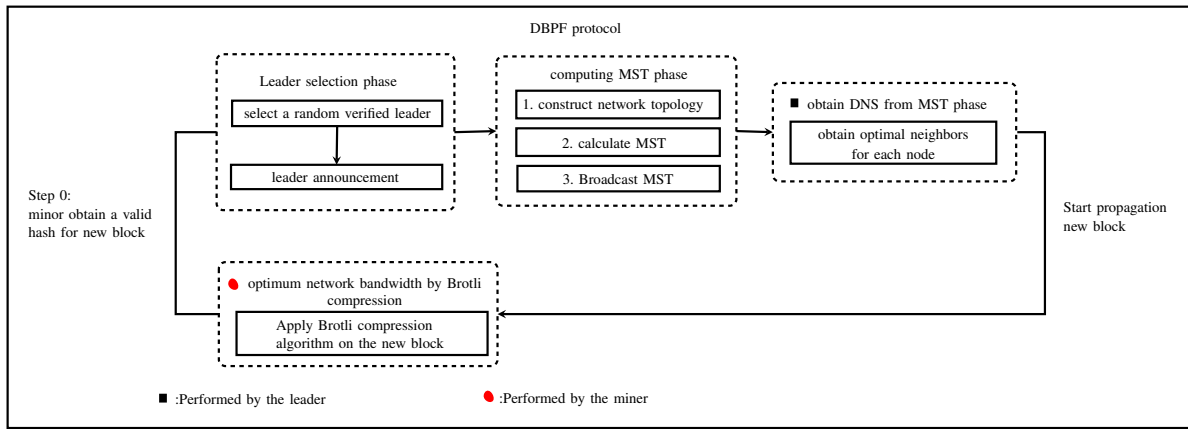 DBPF protocol
Leader selection phase
select a random verified leader
leader announcement
computing MST phase
1. construct network topology
2. calculate MST
3. Broadcast MST
obtain DNS from MST phase
obtain optimal neighbors
for each node
Step 0:
minor obtain a valid
hash for new block
Start propagation
new block
optimum network bandwidth by Brotli
compression
Apply Brotli compression
algorithm on the new block
:Performed by the leader
:Performed by the miner